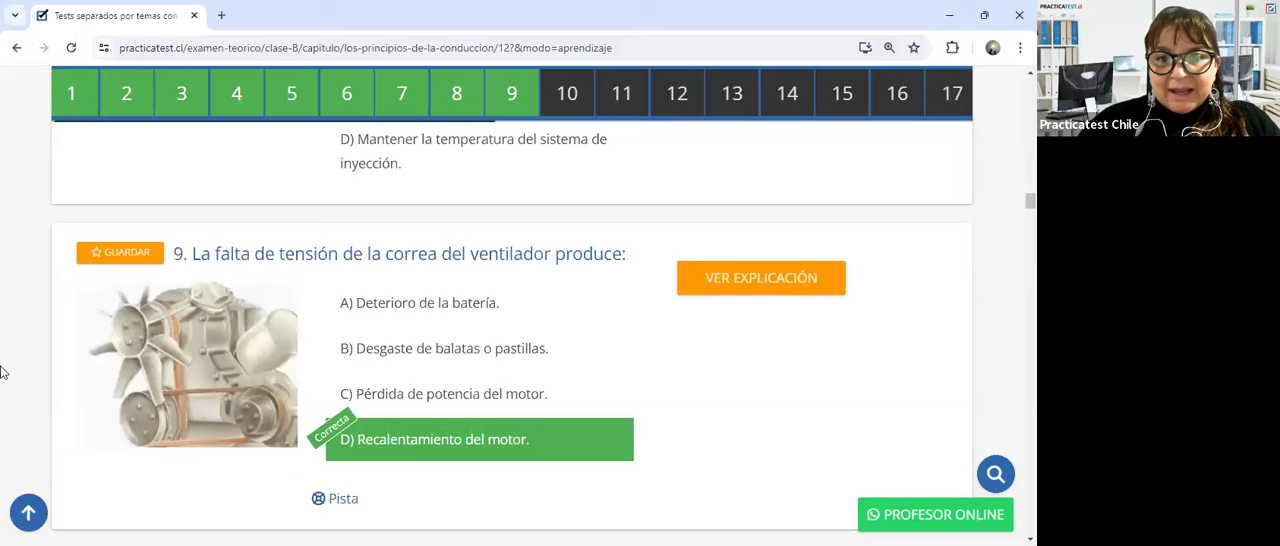 Tests separados por temas con
practicatest.cl/examen-teorico/clase-B/capitulo/los-principios-de-la-conduccion/12?&modo=aprendizaje
1 2 3 4 5 6 7 8 9 10 11 12 13 14 15 16 17
D) Mantener la temperatura del sistema de
inyección.
GUARDAR
9. La falta de tensión de la correa del ventilador produce:
VER EXPLICACIÓN
A) Deterioro de la batería.
B) Desgaste de balatas o pastillas.
C) Pérdida de potencia del motor.
Correcta
D) Recalentamiento del motor.
Pista
PROFESOR ONLINE
PRACTICATEST.cl
Practicatest Chile